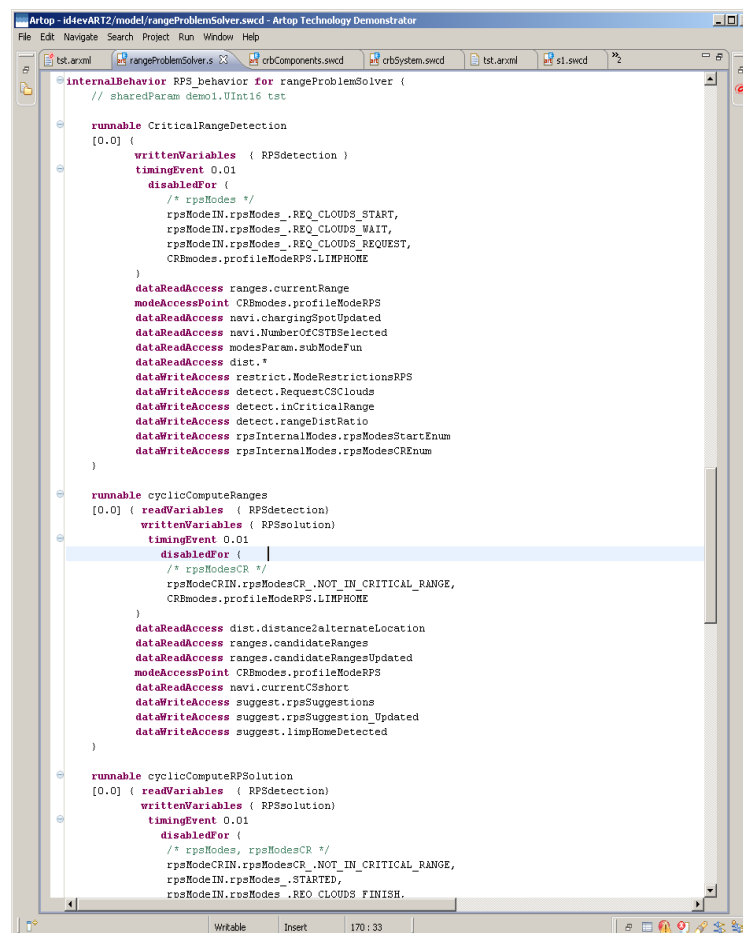 Artop - id4evART2/model/rangeProblemSolver.swcd - Artop Technology Demonstrator
File Edit Navigate Search Project Run Window Help
tst.arxml rangeProblemSolver.s crbComponents.swcd crbSystem.swcd tst.arxml s1.swcd »2
internalBehavior RPS_behavior for rangeProblemSolver {
// sharedParam demo1.UInt16 tst
runnable CriticalRangeDetection
[0.0] {
writtenVariables { RPSdetection }
timingEvent 0.01
disabledFor {
/* rpsModes */
rpsModeIN.rpsModes_.REQ_CLOUDS_START,
rpsModeIN.rpsModes_.REQ_CLOUDS_WAIT,
rpsModeIN.rpsModes_.REQ_CLOUDS_REQUEST,
CRBmodes.profileModeRPS.LIMPHOME
}
dataReadAccess ranges.currentRange
modeAccessPoint CRBmodes.profileModeRPS
dataReadAccess navi.chargingSpotUpdated
dataReadAccess navi.NumberOfCSTBSelected
dataReadAccess modesParam.subModeFun
dataReadAccess dist.*
dataWriteAccess restrict.ModeRestrictionsRPS
dataWriteAccess detect.RequestCSClouds
dataWriteAccess detect.inCriticalRange
dataWriteAccess detect.rangeDistRatio
dataWriteAccess rpsInternalModes.rpsModesStartEnum
dataWriteAccess rpsInternalModes.rpsModesCREnum
}
runnable cyclicComputeRanges
[0.0] { readVariables { RPSdetection}
writtenVariables { RPSsolution}
timingEvent 0.01
disabledFor {
/* rpsModesCR */
rpsModeCRIN.rpsModesCR_.NOT_IN_CRITICAL_RANGE,
CRBmodes.profileModeRPS.LIMPHOME
}
dataReadAccess dist.distance2alternateLocation
dataReadAccess ranges.candidateRanges
dataReadAccess ranges.candidateRangesUpdated
modeAccessPoint CRBmodes.profileModeRPS
dataReadAccess navi.currentCSshort
dataWriteAccess suggest.rpsSuggestions
dataWriteAccess suggest.rpsSuggestion_Updated
dataWriteAccess suggest.limpHomeDetected
}
runnable cyclicComputeRPSolution
[0.0] { readVariables { RPSdetection}
writtenVariables { RPSsolution}
timingEvent 0.01
disabledFor {
/* rpsModes, rpsModesCR */
rpsModeCRIN.rpsModesCR_.NOT_IN_CRITICAL_RANGE,
rpsModeIN.rpsModes_.STARTED,
rpsModeIN.rpsModes_.REQ_CLOUDS_FINISH,
Writable Insert 170 : 33